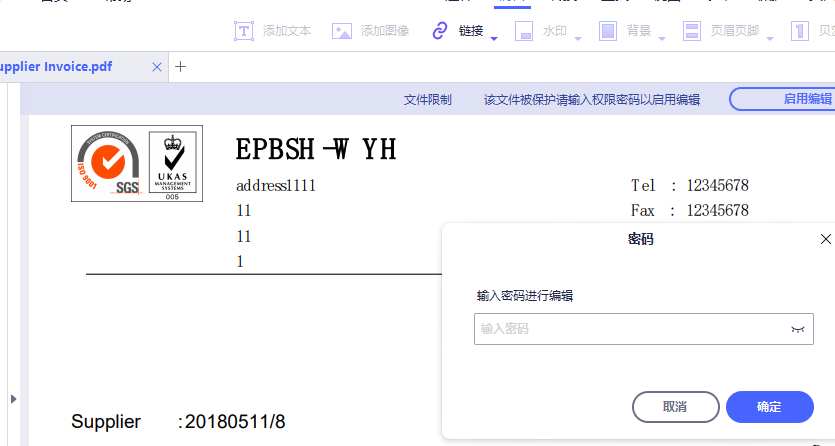 添加文本 添加图像 链接 水印 背景 页眉页脚
upplier Invoice.pdf
文件限制 该文件被保护请输入权限密码以启用编辑 启用编辑
SYSTEM CERTIFICATION
ISO 9001
SGS
UKAS
MANAGEMENT
SYSTEMS
005
EPBSH-W YH
address1111
Tel : 12345678
11
Fax : 12345678
11
1
密码
输入密码进行编辑
输入密码
取消 确定
Supplier :20180511/8